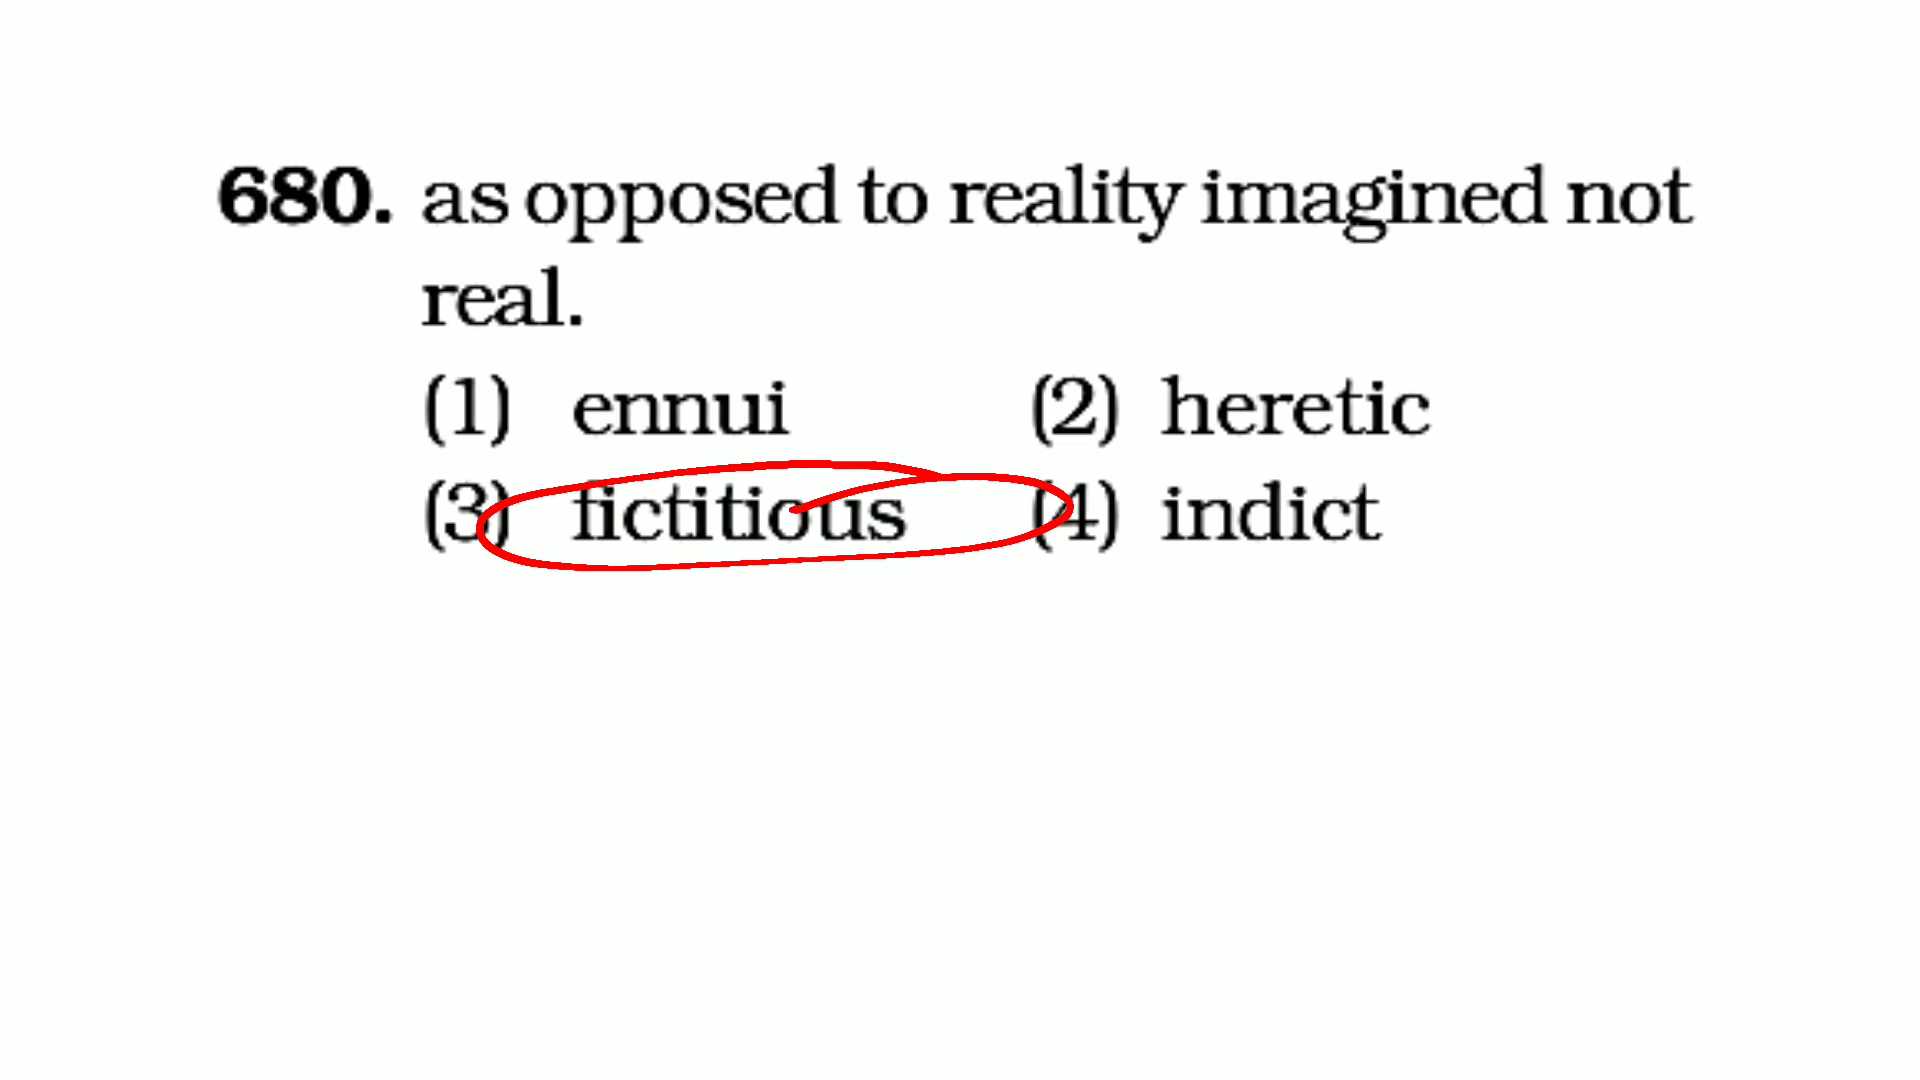 680. as opposed to reality imagined not
real.
(1) ennui (2) heretic
(3) fictitious (4) indict